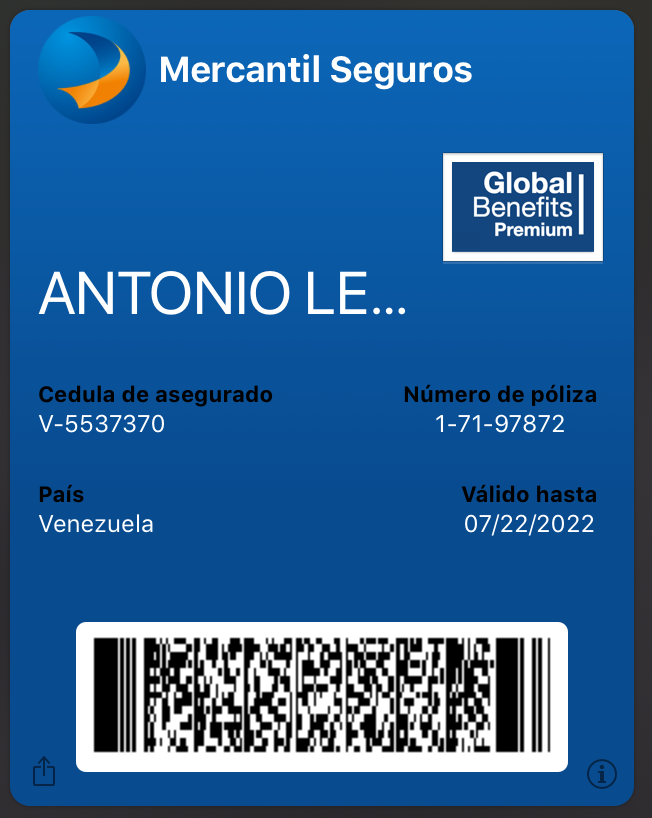 Mercantil Seguros
Global
Benefits
Premium
ANTONIO LE...
Cedula de asegurado
Número de póliza
V-5537370
1-71-97872
País
Válido hasta
Venezuela
07/22/2022